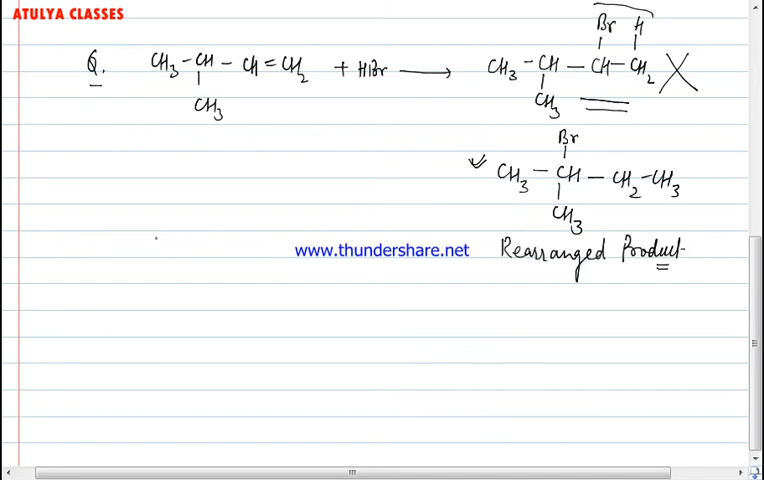 ATULYA CLASSES
Br H
Q. CH3-CH-CH=CH2 + HBr ⟶ CH3-CH-CH-CH2
CH3 CH3
Br
CH3-CH-CH2-CH3
CH3
www.thundershare.net Rearranged Product